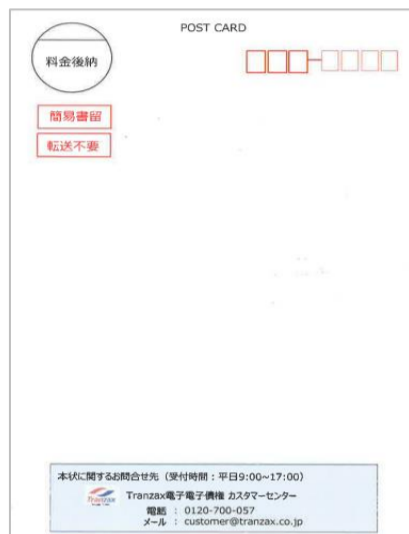 POST CARD
料金後納
簡易書留
転送不要
本状に関するお問合せ先（受付時間：平日9:00~17:00）
Tranzax
Tranzax電子電子債権 カスタマーセンター
電話 ： 0120-700-057
メール ： customer@tranzax.co.jp